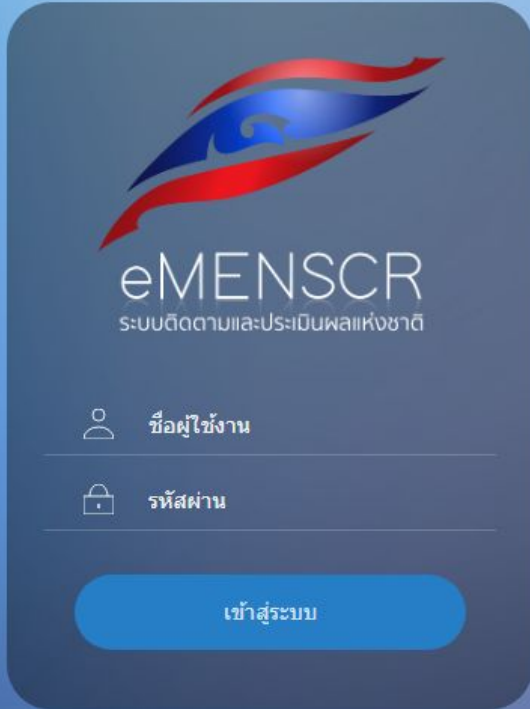 eMENSCR
ระบบติดตามและประเมินผลแห่งชาติ
ชื่อผู้ใช้งาน
รหัสผ่าน
เข้าสู่ระบบ